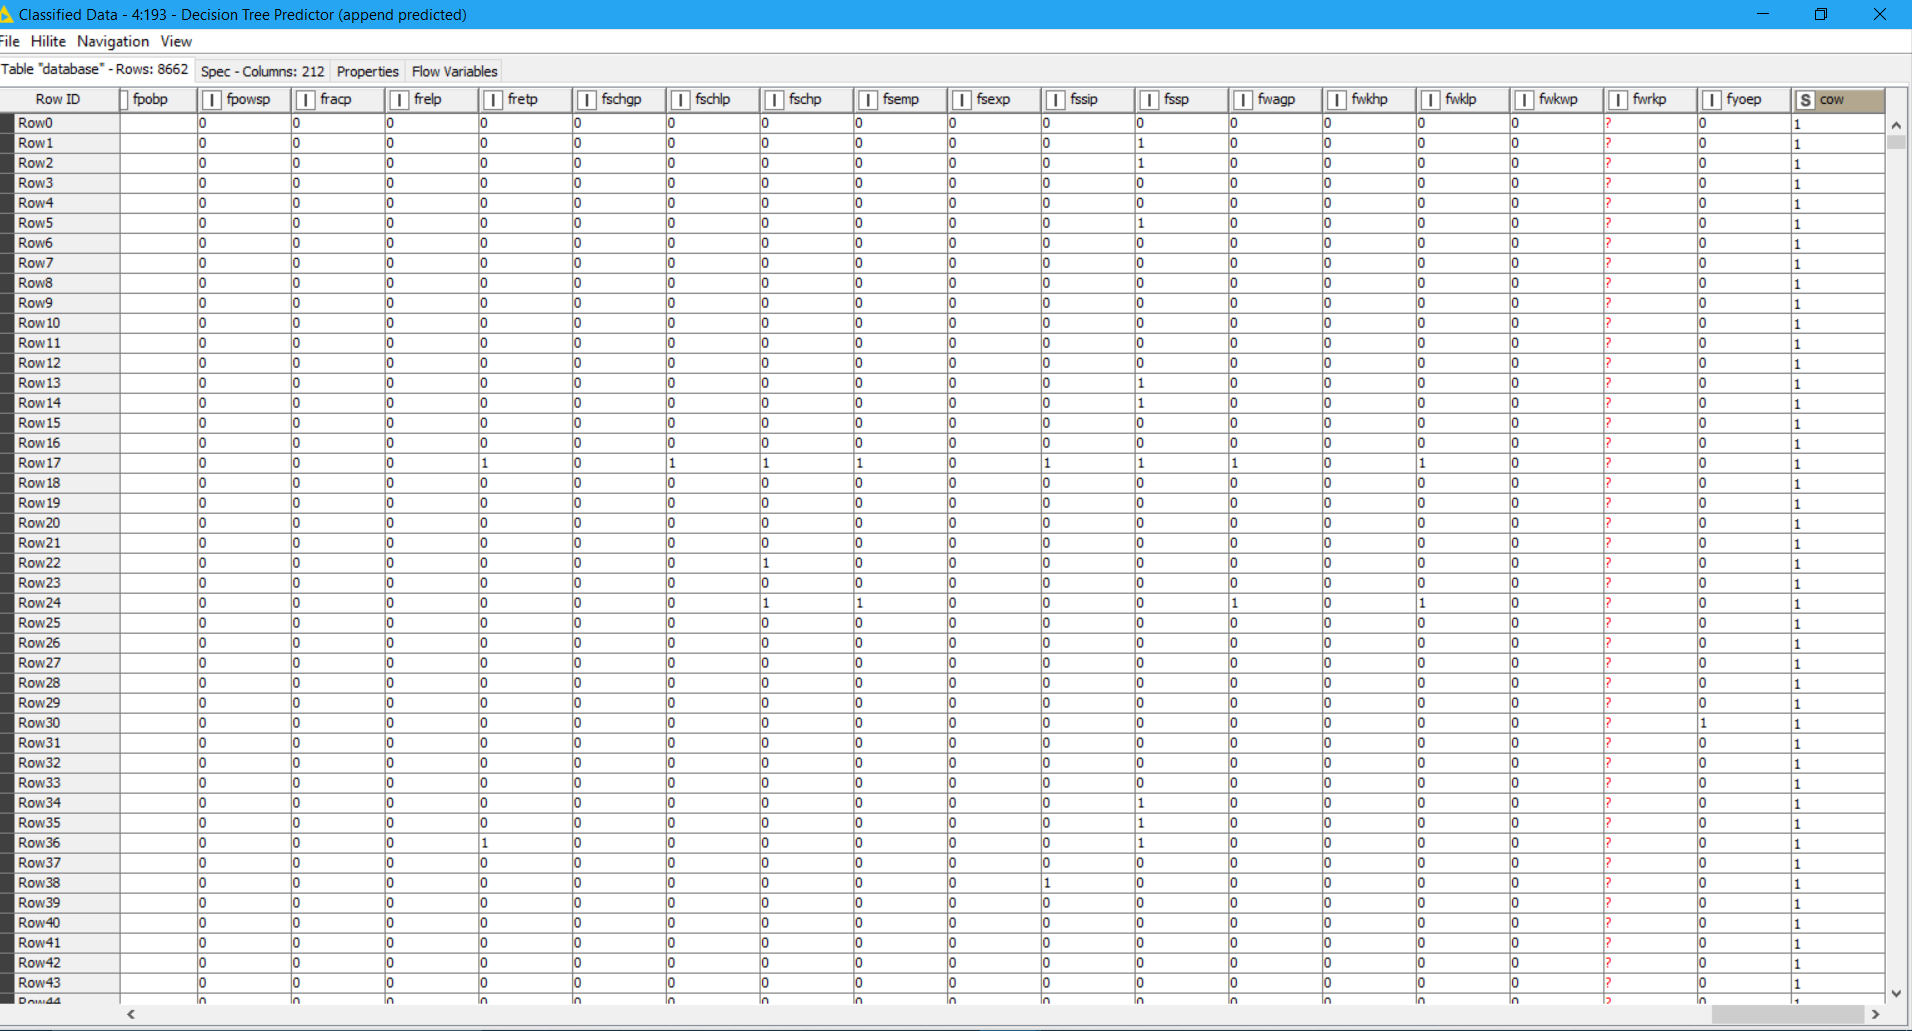 Classified Data - 4:193 - Decision Tree Predictor (append predicted)
File Hilite Navigation View
Table "database" - Rows: 8662 Spec - Columns: 212 Properties Flow Variables
Row ID fpobp I fpowsp I fracp I frelp I fretp I fschgp I fschlp I fschp I fsemp I fsexp I fssip I fssp I fwagp I fwkhp I fwklp I fwkwp I fwrkp I fyoep S cow
Row0 0 0 0 0 0 0 0 0 0 0 0 0 0 0 0 ? 0 1
Row1 0 0 0 0 0 0 0 0 0 0 1 0 0 0 0 ? 0 1
Row2 0 0 0 0 0 0 0 0 0 0 1 0 0 0 0 ? 0 1
Row3 0 0 0 0 0 0 0 0 0 0 0 0 0 0 0 ? 0 1
Row4 0 0 0 0 0 0 0 0 0 0 0 0 0 0 0 ? 0 1
Row5 0 0 0 0 0 0 0 0 0 0 1 0 0 0 0 ? 0 1
Row6 0 0 0 0 0 0 0 0 0 0 0 0 0 0 0 ? 0 1
Row7 0 0 0 0 0 0 0 0 0 0 0 0 0 0 0 ? 0 1
Row8 0 0 0 0 0 0 0 0 0 0 0 0 0 0 0 ? 0 1
Row9 0 0 0 0 0 0 0 0 0 0 0 0 0 0 0 ? 0 1
Row10 0 0 0 0 0 0 0 0 0 0 0 0 0 0 0 ? 0 1
Row11 0 0 0 0 0 0 0 0 0 0 0 0 0 0 0 ? 0 1
Row12 0 0 0 0 0 0 0 0 0 0 0 0 0 0 0 ? 0 1
Row13 0 0 0 0 0 0 0 0 0 0 1 0 0 0 0 ? 0 1
Row14 0 0 0 0 0 0 0 0 0 0 1 0 0 0 0 ? 0 1
Row15 0 0 0 0 0 0 0 0 0 0 0 0 0 0 0 ? 0 1
Row16 0 0 0 0 0 0 0 0 0 0 0 0 0 0 0 ? 0 1
Row17 0 0 0 1 0 1 1 1 0 1 1 1 0 1 0 ? 0 1
Row18 0 0 0 0 0 0 0 0 0 0 0 0 0 0 0 ? 0 1
Row19 0 0 0 0 0 0 0 0 0 0 0 0 0 0 0 ? 0 1
Row20 0 0 0 0 0 0 0 0 0 0 0 0 0 0 0 ? 0 1
Row21 0 0 0 0 0 0 0 0 0 0 0 0 0 0 0 ? 0 1
Row22 0 0 0 0 0 0 1 0 0 0 0 0 0 0 0 ? 0 1
Row23 0 0 0 0 0 0 0 0 0 0 0 0 0 0 0 ? 0 1
Row24 0 0 0 0 0 0 1 1 0 0 0 1 0 1 0 ? 0 1
Row25 0 0 0 0 0 0 0 0 0 0 0 0 0 0 0 ? 0 1
Row26 0 0 0 0 0 0 0 0 0 0 0 0 0 0 0 ? 0 1
Row27 0 0 0 0 0 0 0 0 0 0 0 0 0 0 0 ? 0 1
Row28 0 0 0 0 0 0 0 0 0 0 0 0 0 0 0 ? 0 1
Row29 0 0 0 0 0 0 0 0 0 0 0 0 0 0 0 ? 0 1
Row30 0 0 0 0 0 0 0 0 0 0 0 0 0 0 0 ? 1 1
Row31 0 0 0 0 0 0 0 0 0 0 0 0 0 0 0 ? 0 1
Row32 0 0 0 0 0 0 0 0 0 0 0 0 0 0 0 ? 0 1
Row33 0 0 0 0 0 0 0 0 0 0 0 0 0 0 0 ? 0 1
Row34 0 0 0 0 0 0 0 0 0 0 1 0 0 0 0 ? 0 1
Row35 0 0 0 0 0 0 0 0 0 0 1 0 0 0 0 ? 0 1
Row36 0 0 0 1 0 0 0 0 0 0 1 0 0 0 0 ? 0 1
Row37 0 0 0 0 0 0 0 0 0 0 0 0 0 0 0 ? 0 1
Row38 0 0 0 0 0 0 0 0 0 1 0 0 0 0 0 ? 0 1
Row39 0 0 0 0 0 0 0 0 0 0 0 0 0 0 0 ? 0 1
Row40 0 0 0 0 0 0 0 0 0 0 0 0 0 0 0 ? 0 1
Row41 0 0 0 0 0 0 0 0 0 0 0 0 0 0 0 ? 0 1
Row42 0 0 0 0 0 0 0 0 0 0 0 0 0 0 0 ? 0 1
Row43 0 0 0 0 0 0 0 0 0 0 0 0 0 0 0 ? 0 1